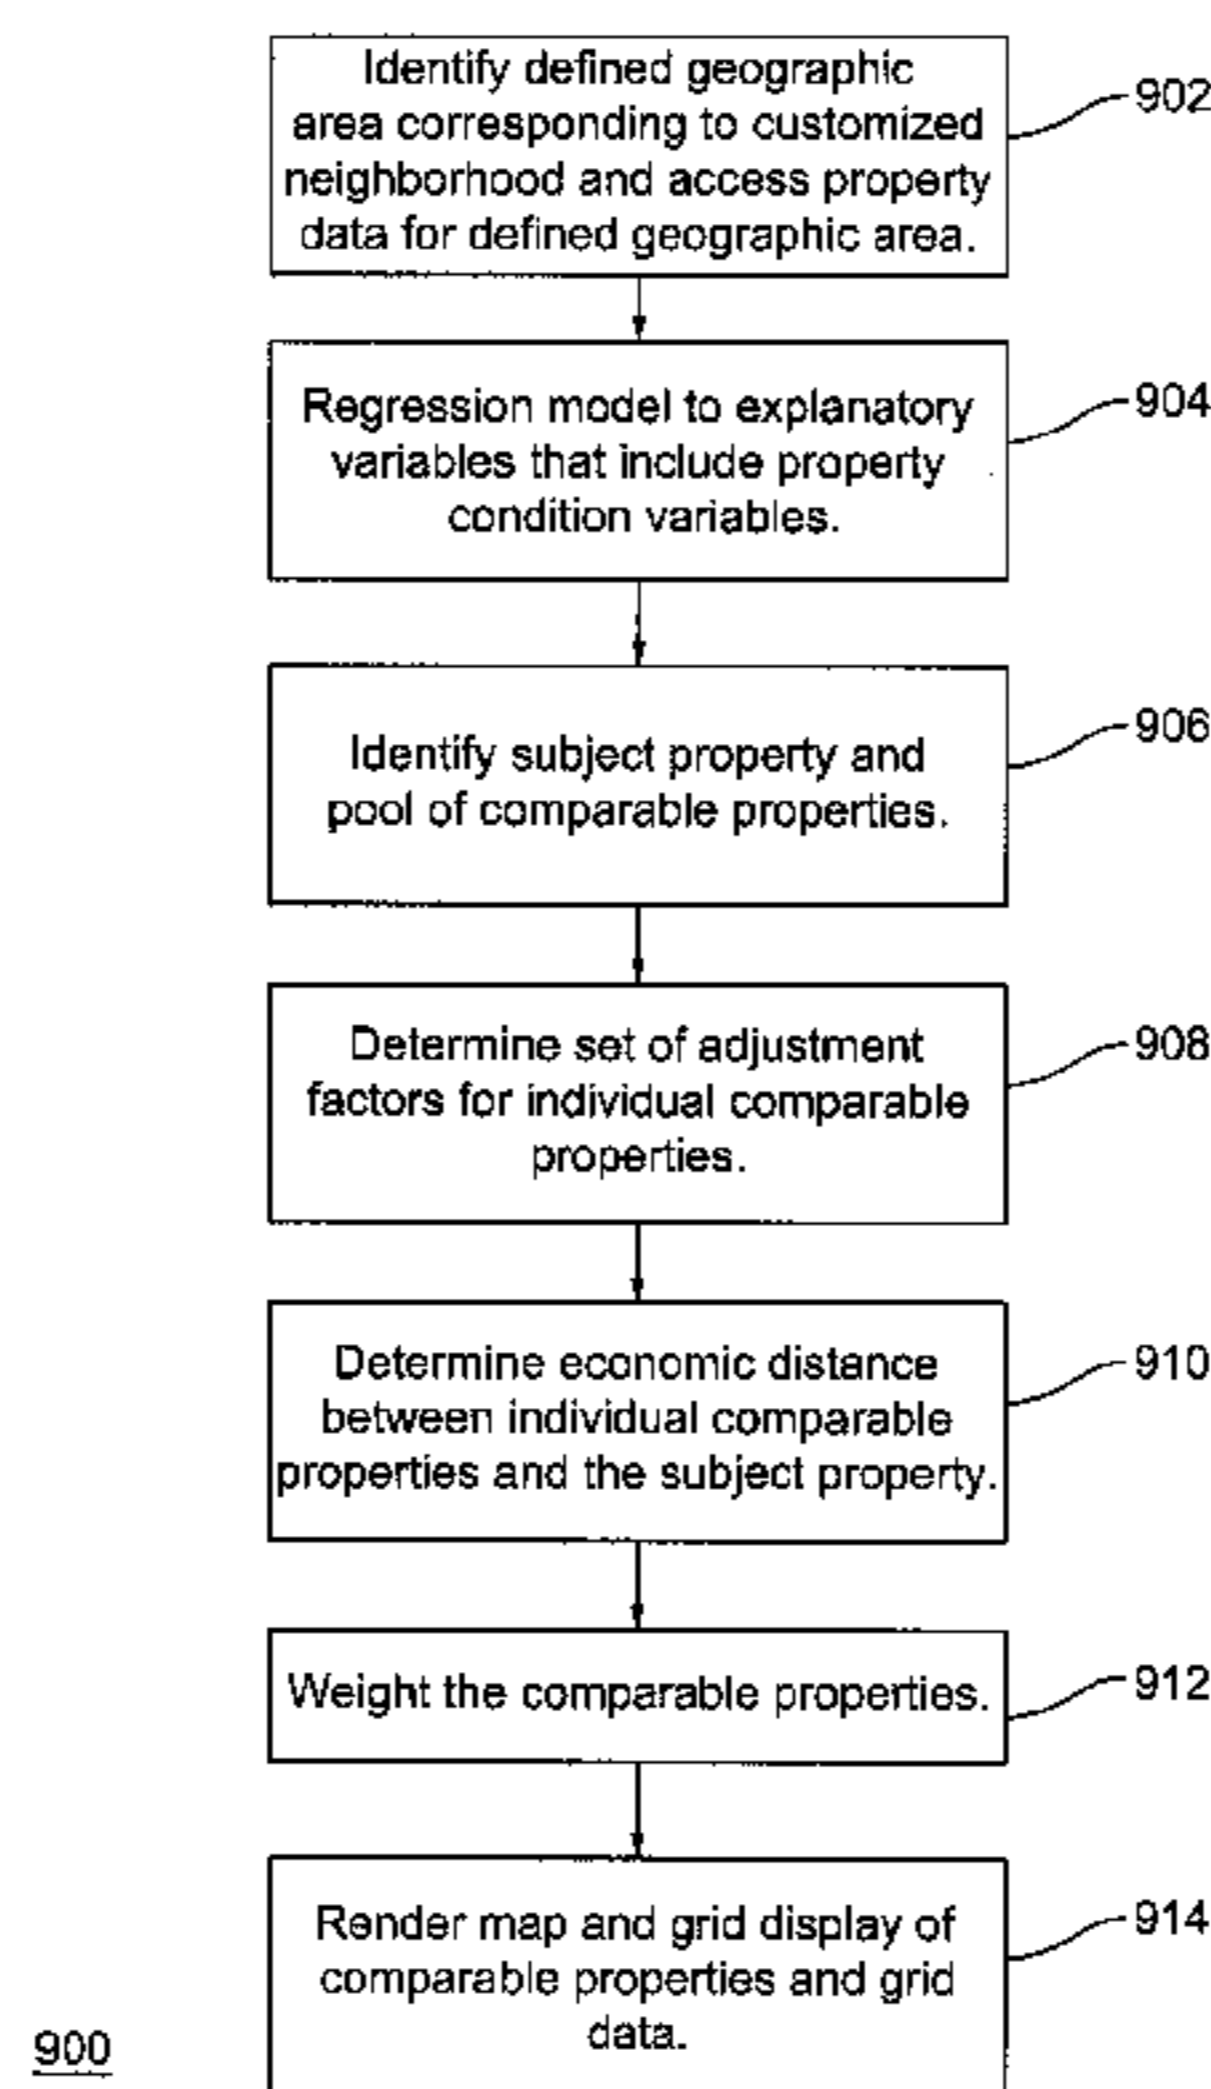 Identify defined geographic
area corresponding to customized
neighborhood and access property
data for defined geographic area.
902
Regression model to explanatory
variables that include property
condition variables.
904
Identify subject property and
pool of comparable properties.
906
Determine set of adjustment
factors for individual comparable
properties.
908
Determine economic distance
between individual comparable
properties and the subject property.
910
Weight the comparable properties.
912
Render map and grid display of
comparable properties and grid
data.
914
900